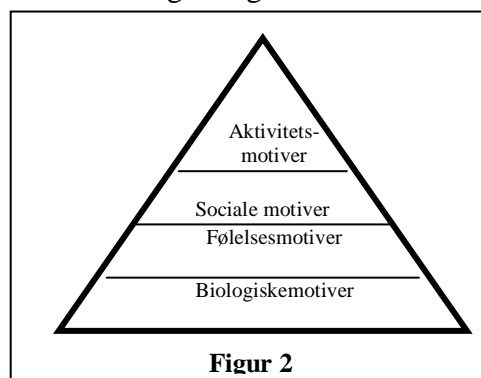 Aktivitets-
motiver
Sociale motiver
Følelsesmotiver
Biologiskemotiver
Figur 2